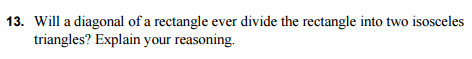 13. Will a diagonal of a rectangle ever divide the rectangle into two isosceles
triangles? Explain your reasoning.